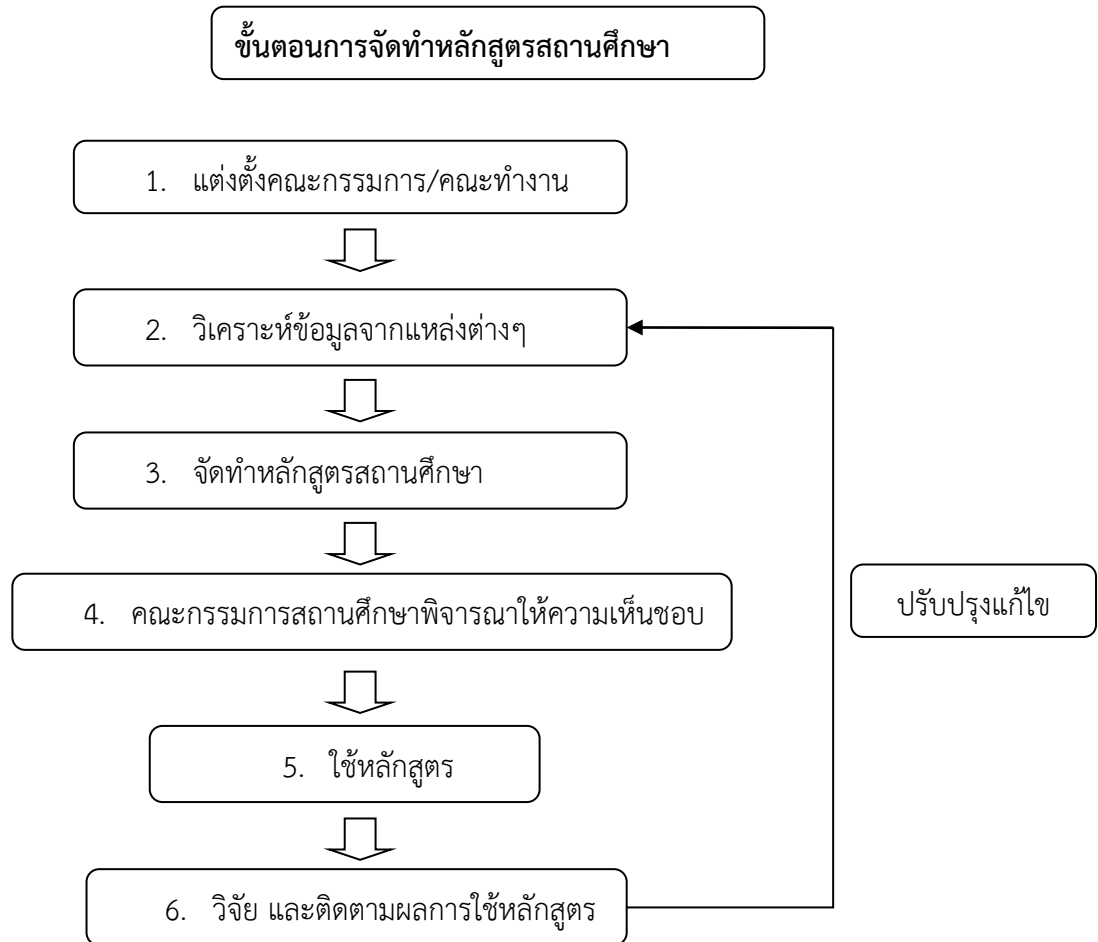 ขั้นตอนการจัดทำหลักสูตรสถานศึกษา
1. แต่งตั้งคณะกรรมการ/คณะทำงาน
2. วิเคราะห์ข้อมูลจากแหล่งต่างๆ
3. จัดทำหลักสูตรสถานศึกษา
4. คณะกรรมการสถานศึกษาพิจารณาให้ความเห็นชอบ
ปรับปรุงแก้ไข
5. ใช้หลักสูตร
6. วิจัย และติดตามผลการใช้หลักสูตร